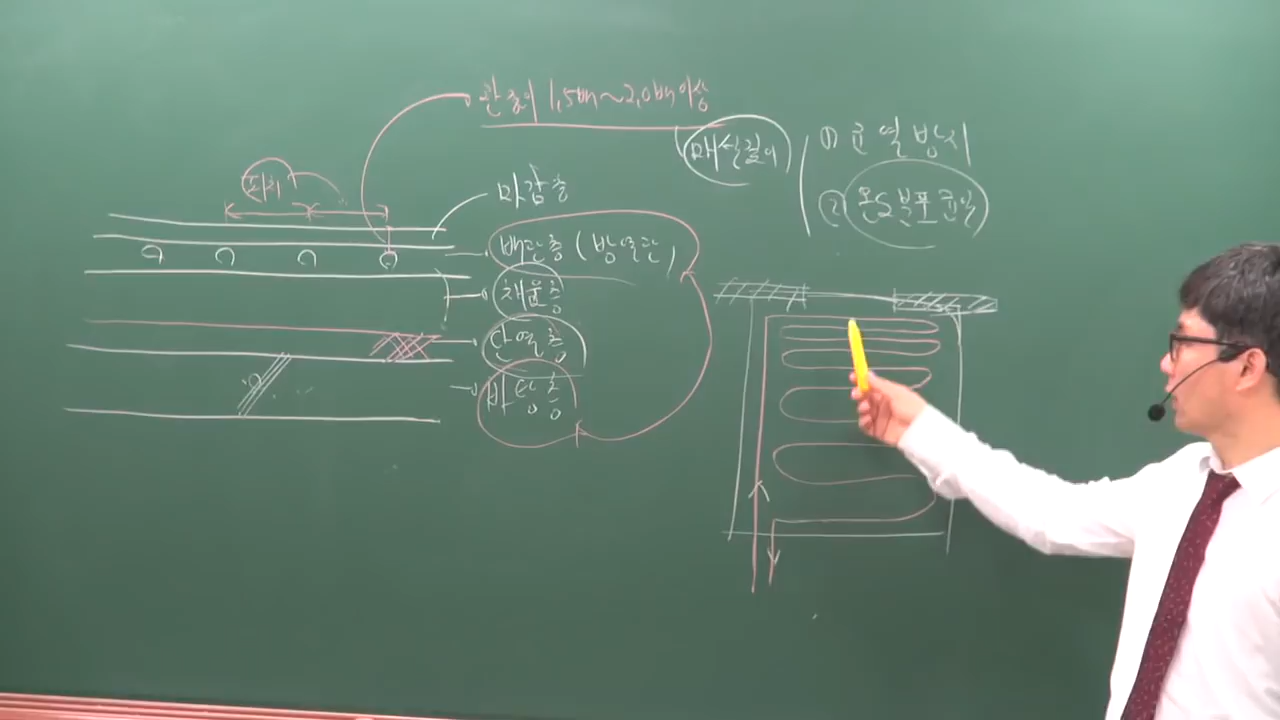 관경의 1,5배~2,0배 이상
매설깊이
① 균열방지
② 온도분포 균일
피치
마감층
배관층 (방열관)
채움층
단열층
바탕층